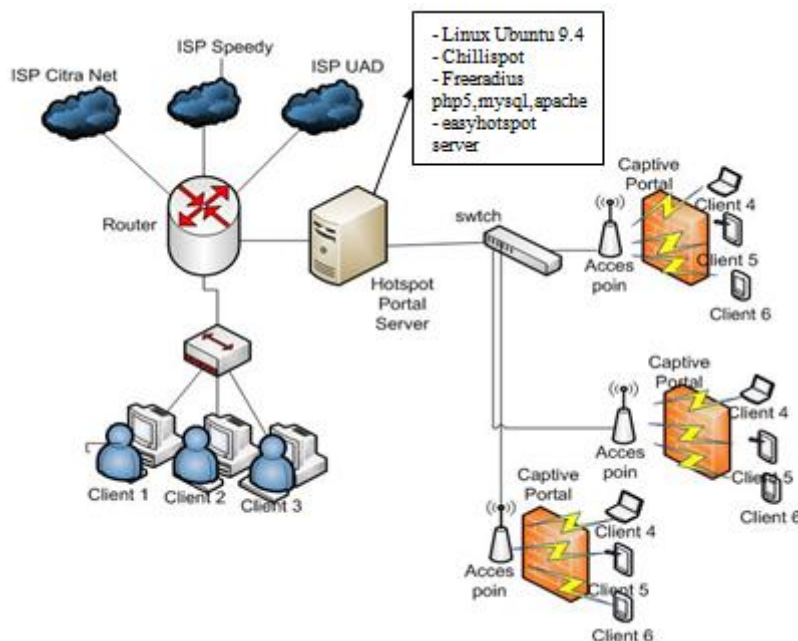 ISP Speedy
ISP Citra Net
ISP UAD
- Linux Ubuntu 9.4
- Chillispot
- Freeradius
php5,mysql,apache
- easyhotspot
server
Router
Hotspot
Portal
Server
swtch
Acces
poin
Captive
Portal
Client 4
Client 5
Client 6
Client 1
Client 2
Client 3
Captive
Portal
Acces
poin
Client 4
Client 5
Client 6
Captive
Portal
Acces
poin
Client 4
Client 5
Client 6